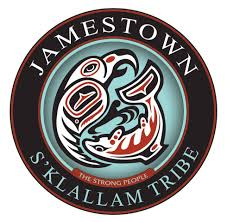 JAMESTOWN
THE STRONG PEOPLE
S'KLALLAM TRIBE